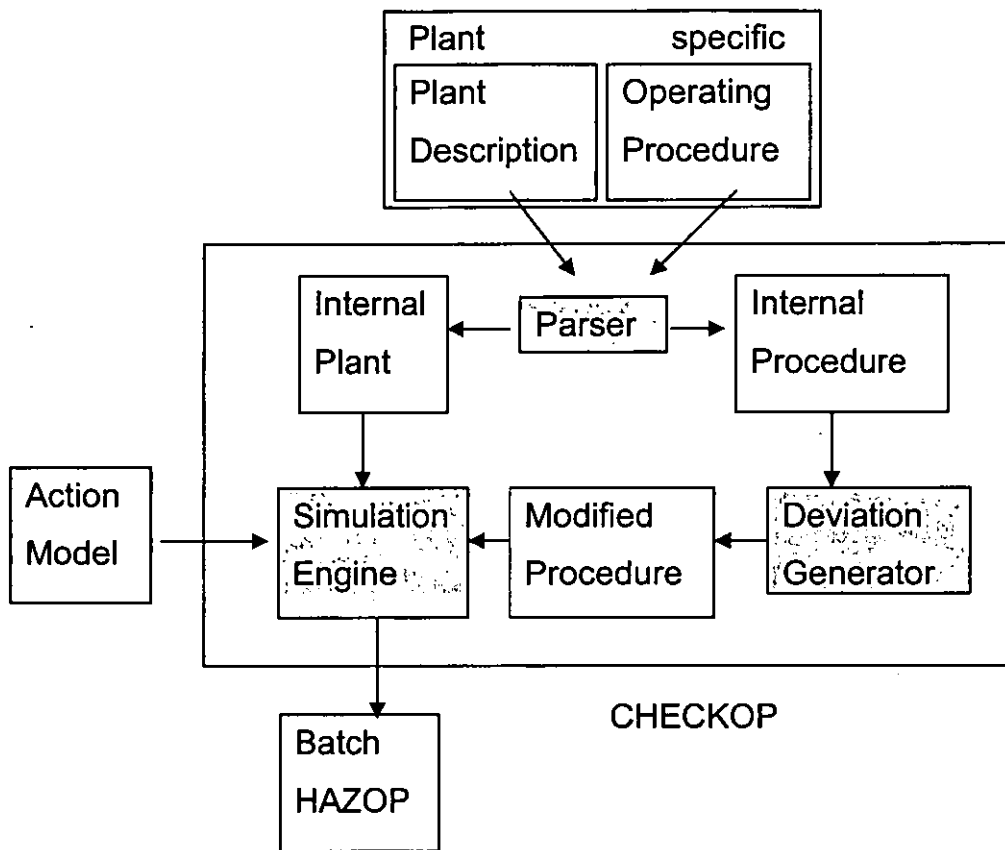 Plant specific
Plant
Description
Operating
Procedure
Internal
Plant
Parser
Internal
Procedure
Action
Model
Simulation
Engine
Modified
Procedure
Deviation
Generator
CHECKOP
Batch
HAZOP